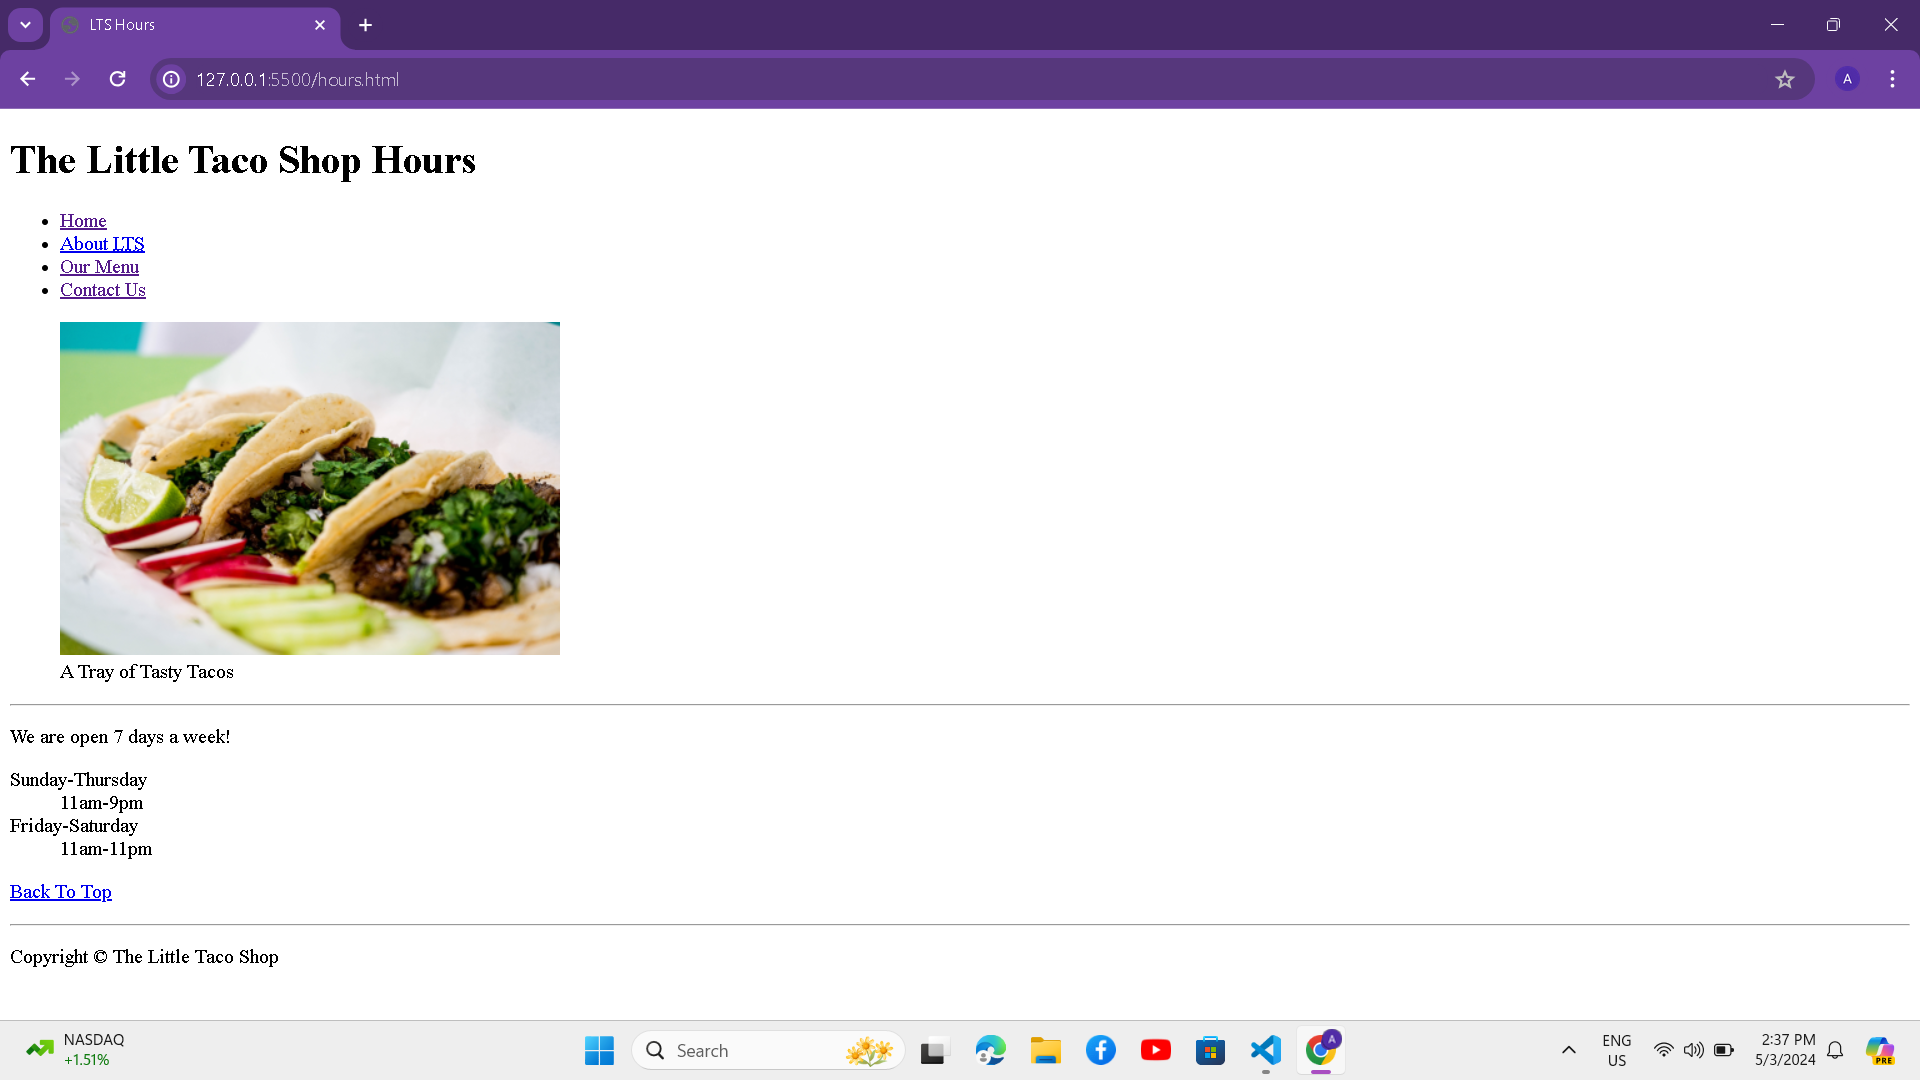 LTS Hours
127.0.0.1:5500/hours.html
A
The Little Taco Shop Hours
Home
About LTS
Our Menu
Contact Us
A Tray of Tasty Tacos
We are open 7 days a week!
Sunday-Thursday
11am-9pm
Friday-Saturday
11am-11pm
Back To Top
Copyright © The Little Taco Shop
NASDAQ
+1.51%
Search
A
ENG
US
2:37 PM
5/3/2024
PRE